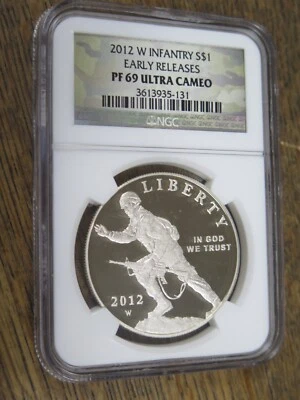 2012 W INFANTRY S$1
EARLY RELEASES
PF 69 ULTRA CAMEO
3613935-131
NGC
LIBERTY
IN GOD
WE TRUST
2012
W